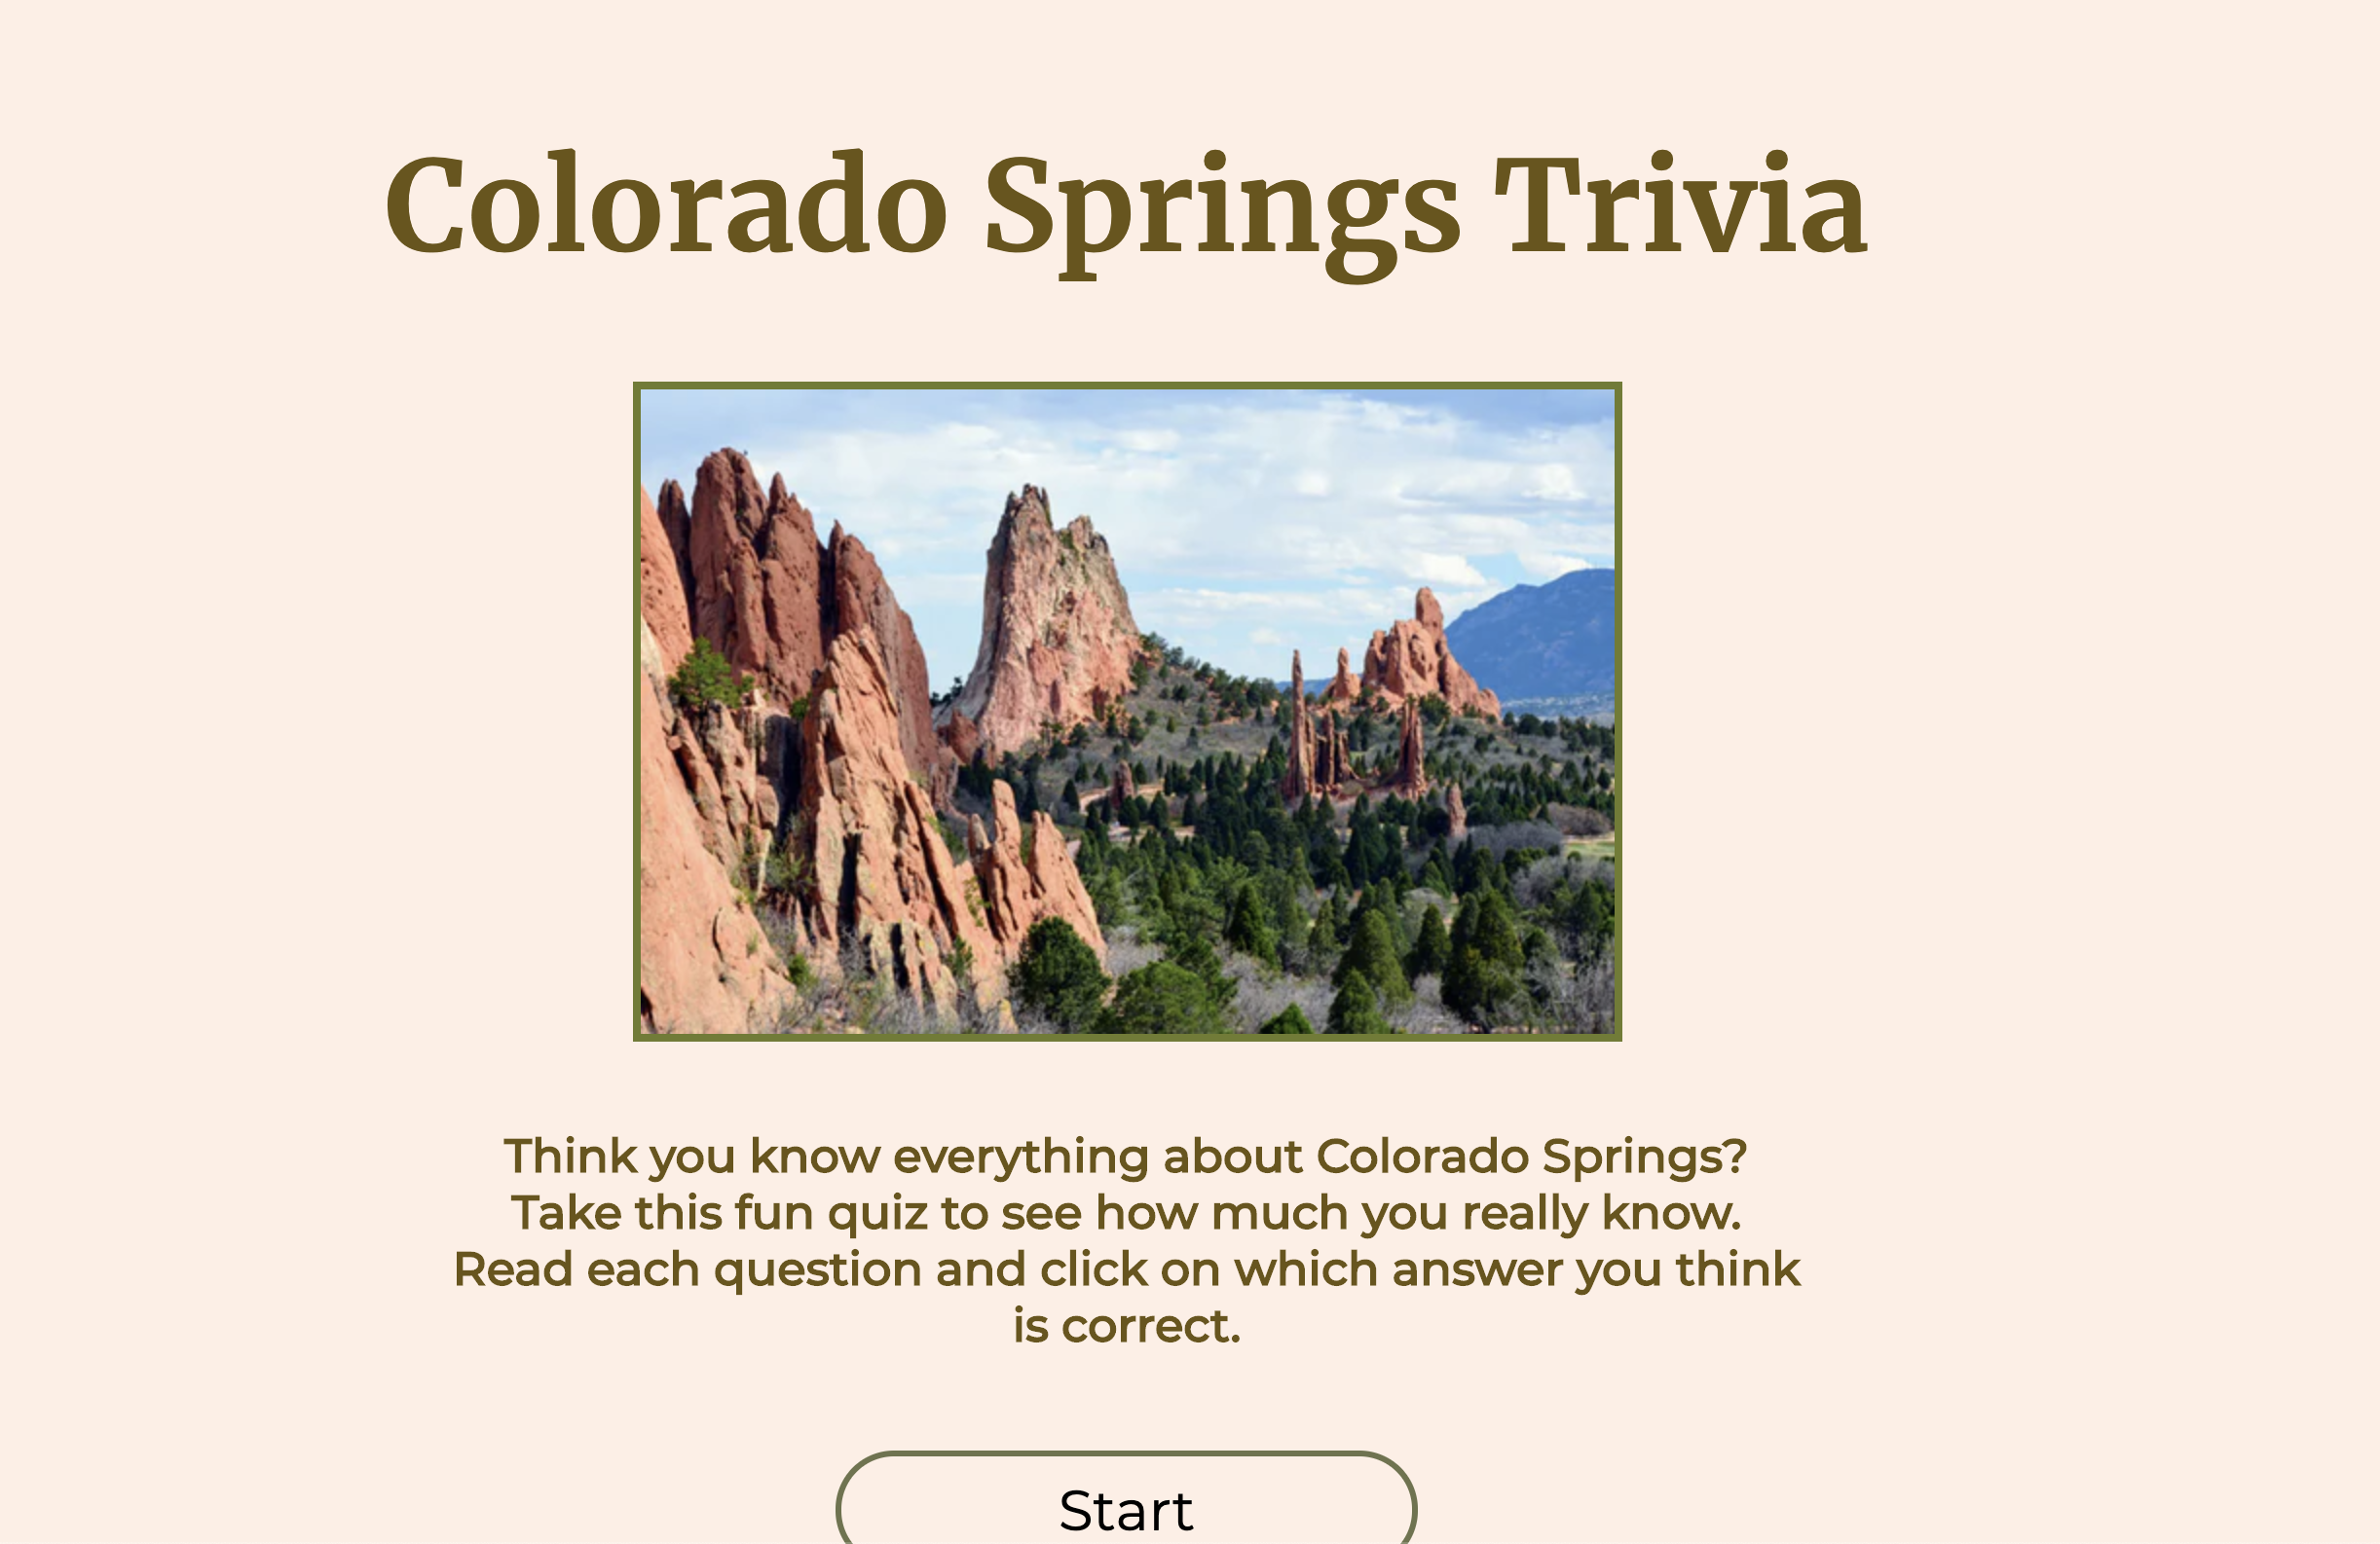 Colorado Springs Trivia
Think you know everything about Colorado Springs?
Take this fun quiz to see how much you really know.
Read each question and click on which answer you think
is correct.
Start